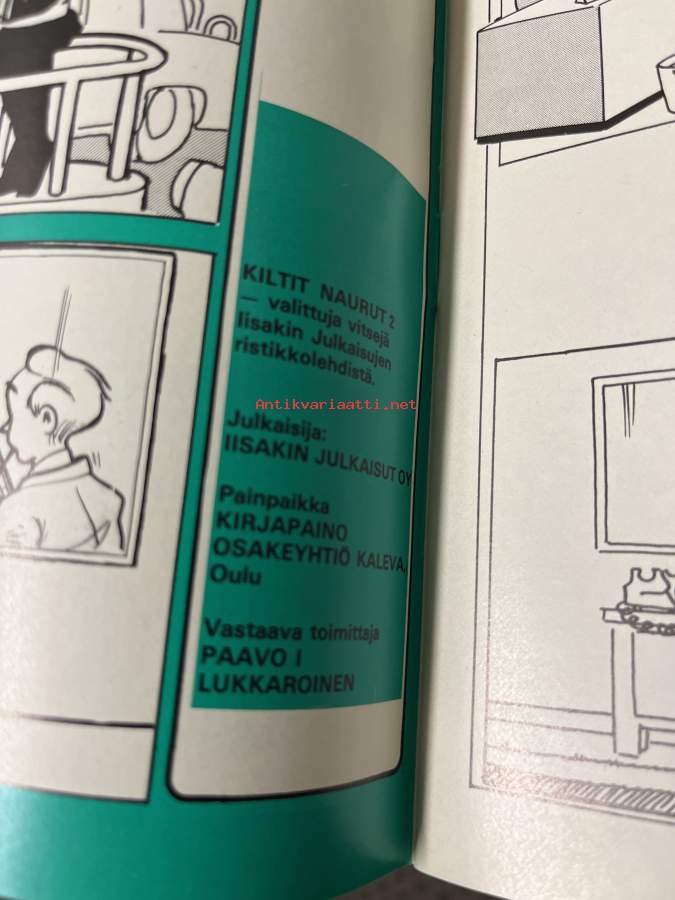 KILTIT NAURUT 2
— valittuja vitsejä
Iisakin Julkaisujen
ristikkolehdistä.
Antikvariaatti.net
Julkaisija:
IISAKIN JULKAISUT OY
Painpaikka
KIRJAPAINO
OSAKEYHTIÖ KALEVA,
Oulu
Vastaava toimittaja
PAAVO I
LUKKAROINEN